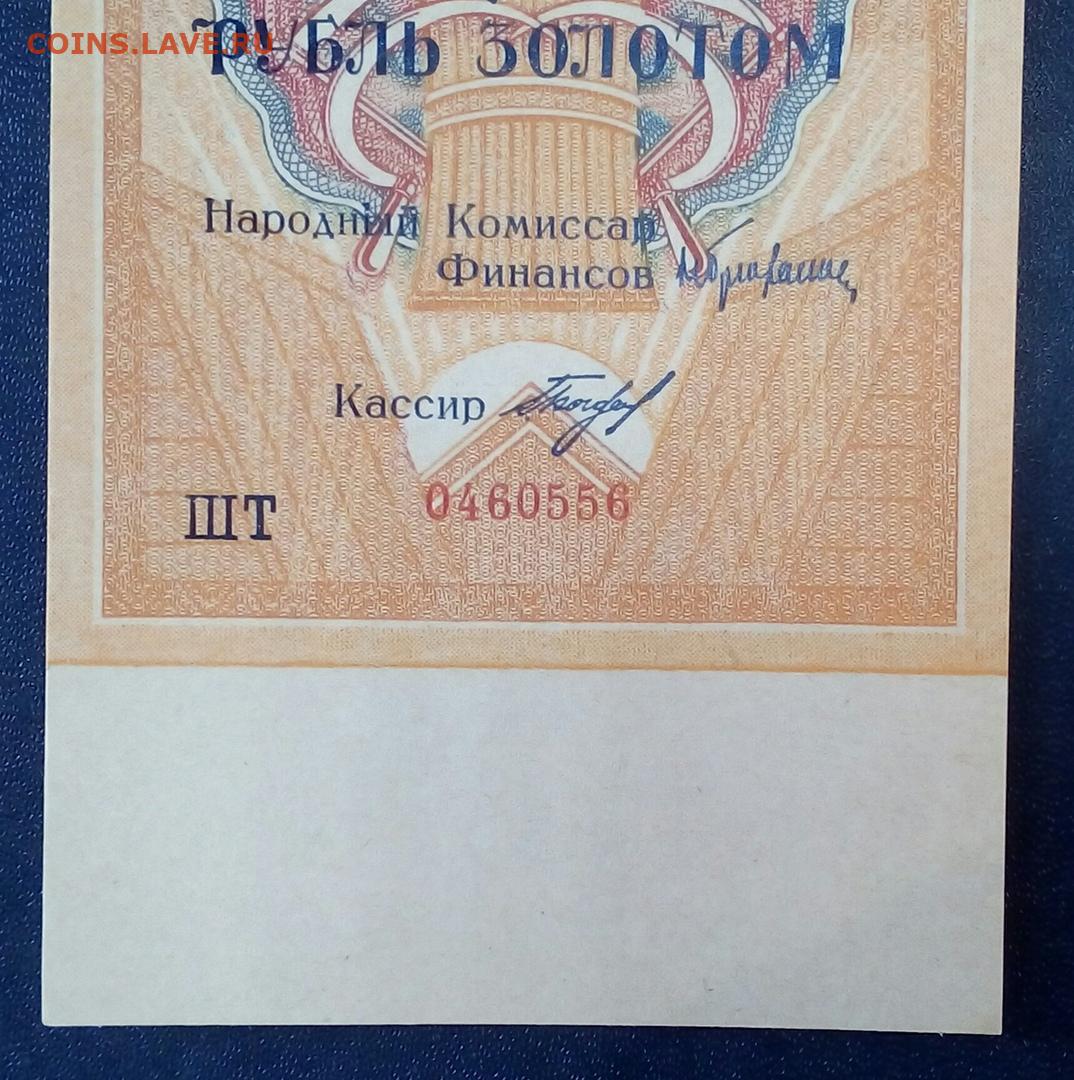 COINS.LAVE.RU
РУБЛЬ ЗОЛОТОМ
Народный Комиссар
Финансов
Кассир
ШТ
0460556